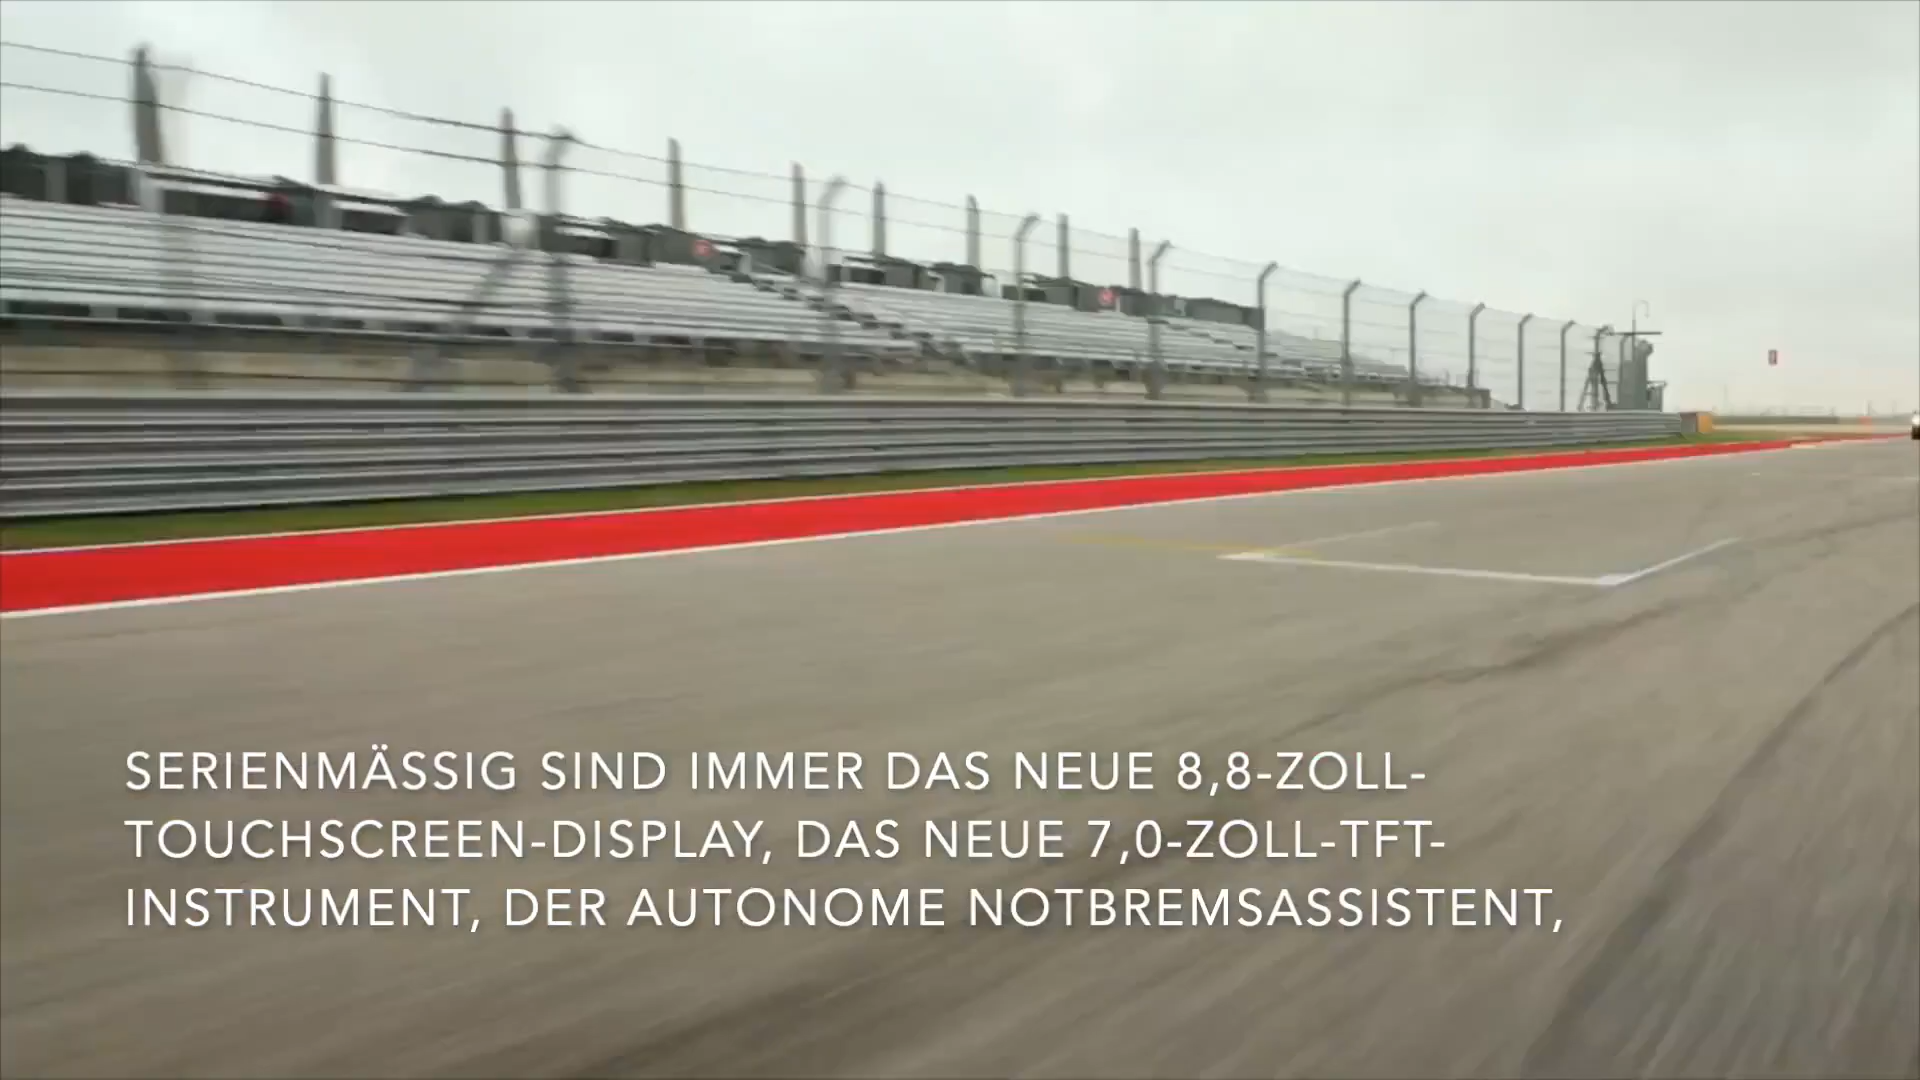 SERIENMÄSSIG SIND IMMER DAS NEUE 8,8-ZOLL-
TOUCHSCREEN-DISPLAY, DAS NEUE 7,0-ZOLL-TFT-
INSTRUMENT, DER AUTONOME NOTBREMSASSISTENT,